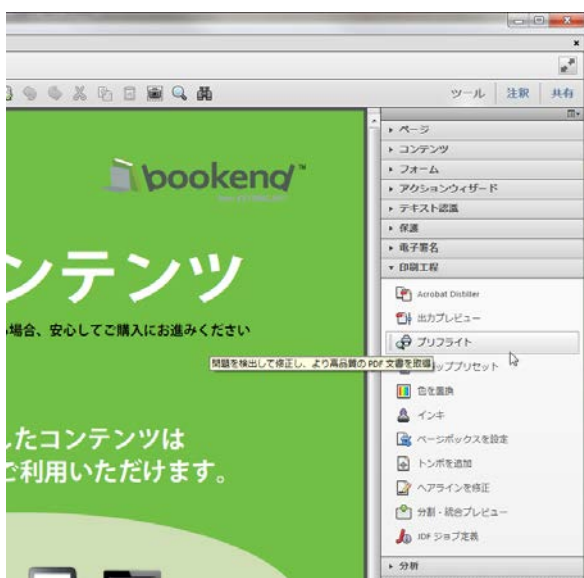 ツール 注釈 共有
bookend™
ページ
コンテンツ
フォーム
アクションウィザード
テキスト認識
保護
電子署名
印刷工程
Acrobat Distiller
出力プレビュー
プリフライト
問題を検出して修正し、より高品質の PDF 文書を取得
ッププリセット
色を置換
インキ
ページボックスを設定
トンボを追加
ヘアラインを修正
分割・統合プレビュー
JDF ジョブ定義
分析
ンテンツ
場合、安心してご購入にお進みください
したコンテンツは
ご利用いただけます。